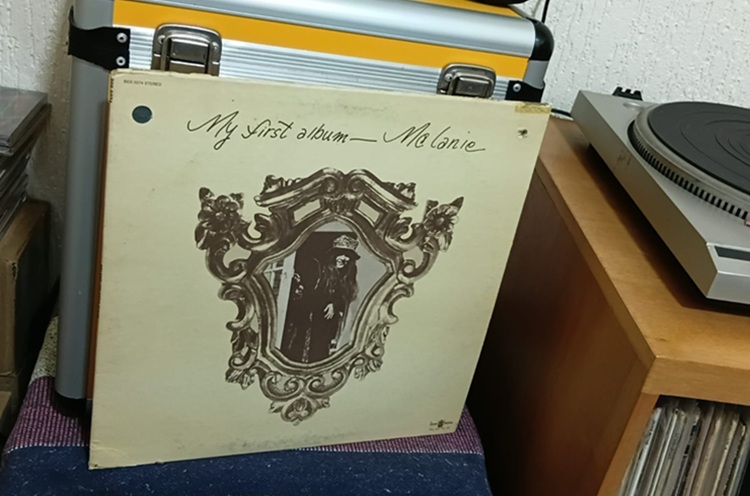 My first album — Melanie